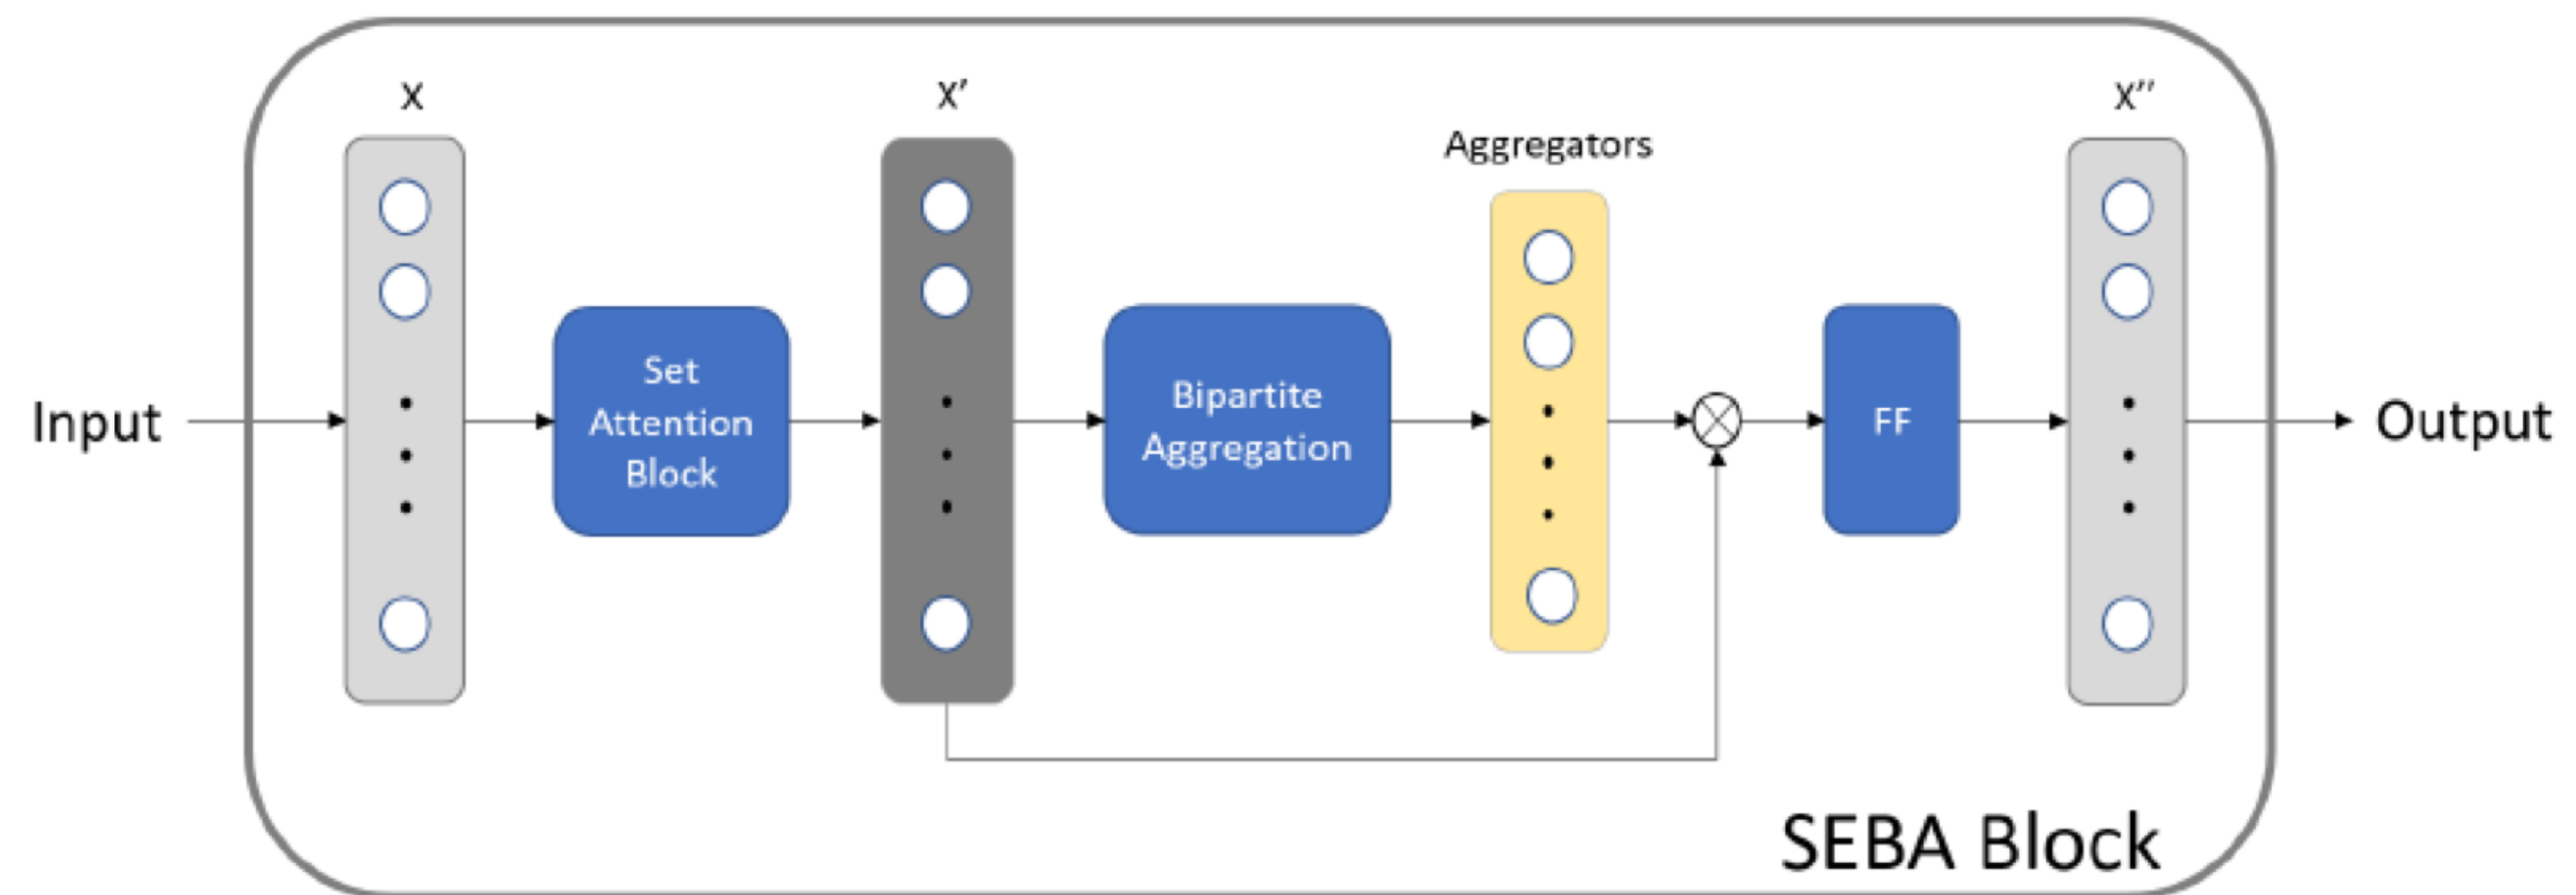 X
X'
X''
Aggregators
Set
Attention
Block
Bipartite
Aggregation
FF
Input
Output
SEBA Block